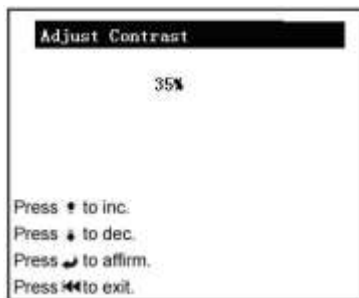 Adjust Contrast
35%
Press ⬆ to inc.
Press ⬇ to dec.
Press ↵ to affirm.
Press ⏮ to exit.